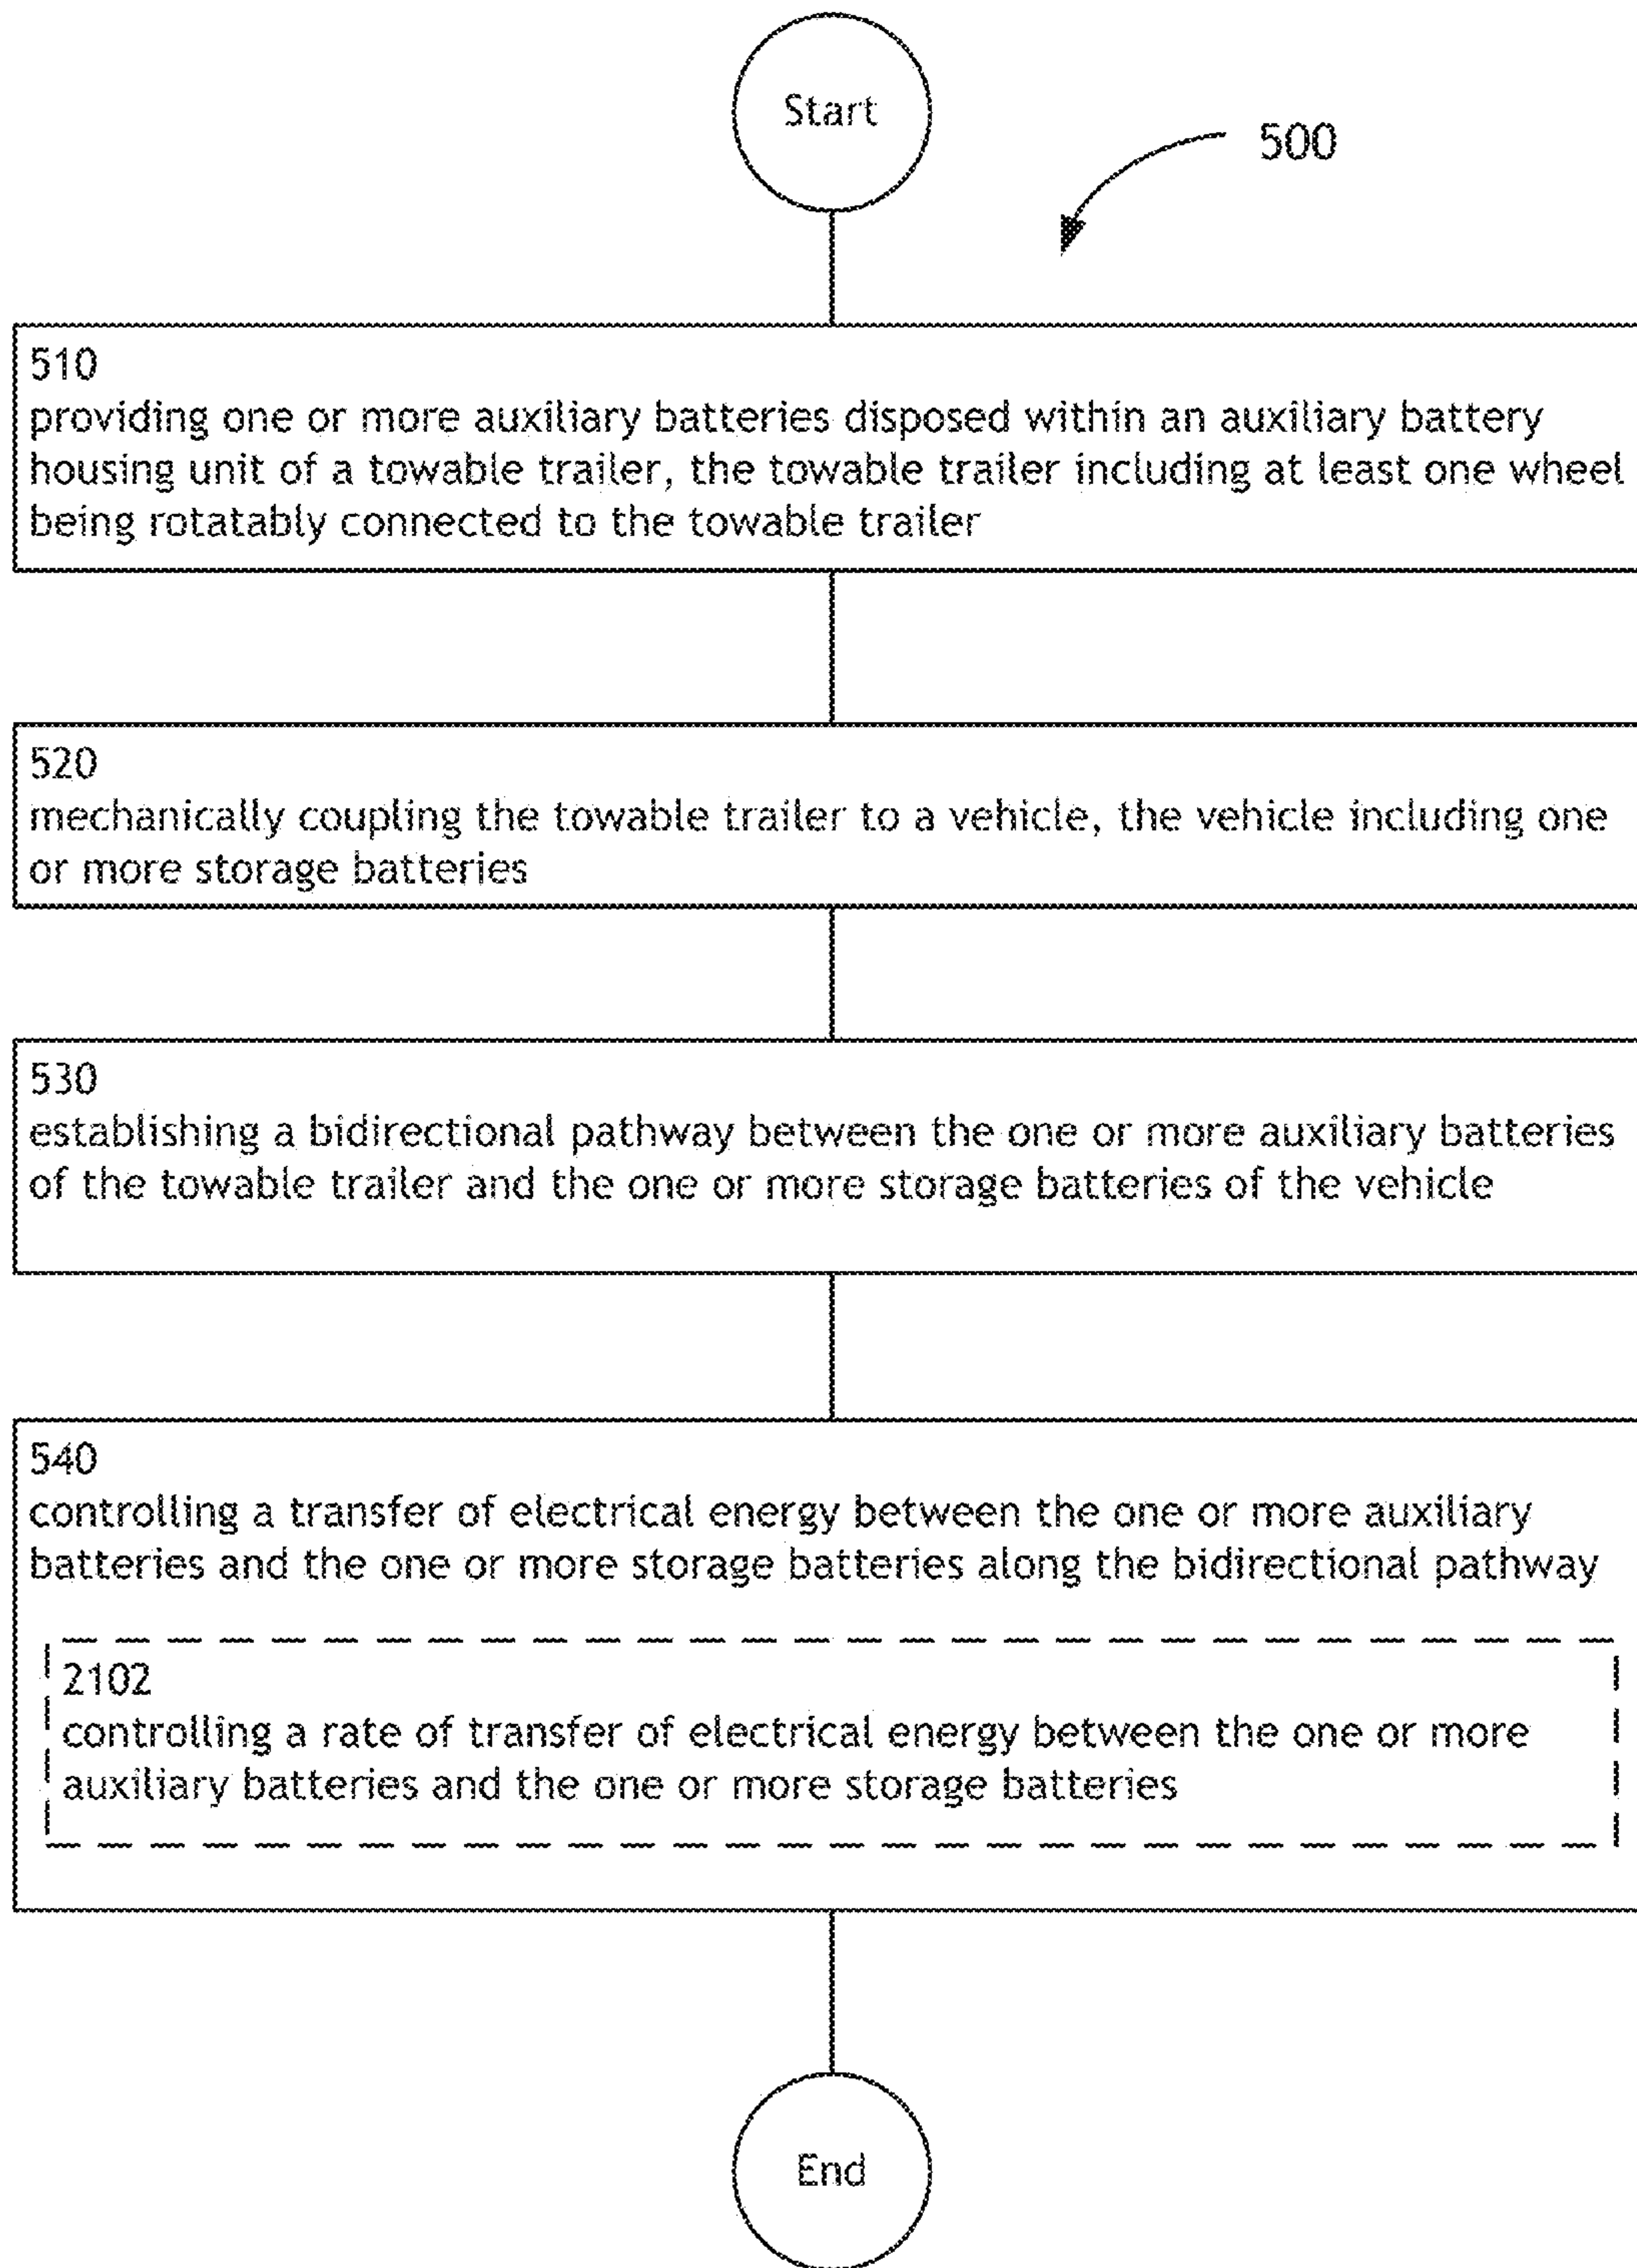 Start
500
510
providing one or more auxiliary batteries disposed within an auxiliary battery
housing unit of a towable trailer, the towable trailer including at least one wheel
being rotatably connected to the towable trailer
520
mechanically coupling the towable trailer to a vehicle, the vehicle including one
or more storage batteries
530
establishing a bidirectional pathway between the one or more auxiliary batteries
of the towable trailer and the one or more storage batteries of the vehicle
540
controlling a transfer of electrical energy between the one or more auxiliary
batteries and the one or more storage batteries along the bidirectional pathway
2102
controlling a rate of transfer of electrical energy between the one or more
auxiliary batteries and the one or more storage batteries
End